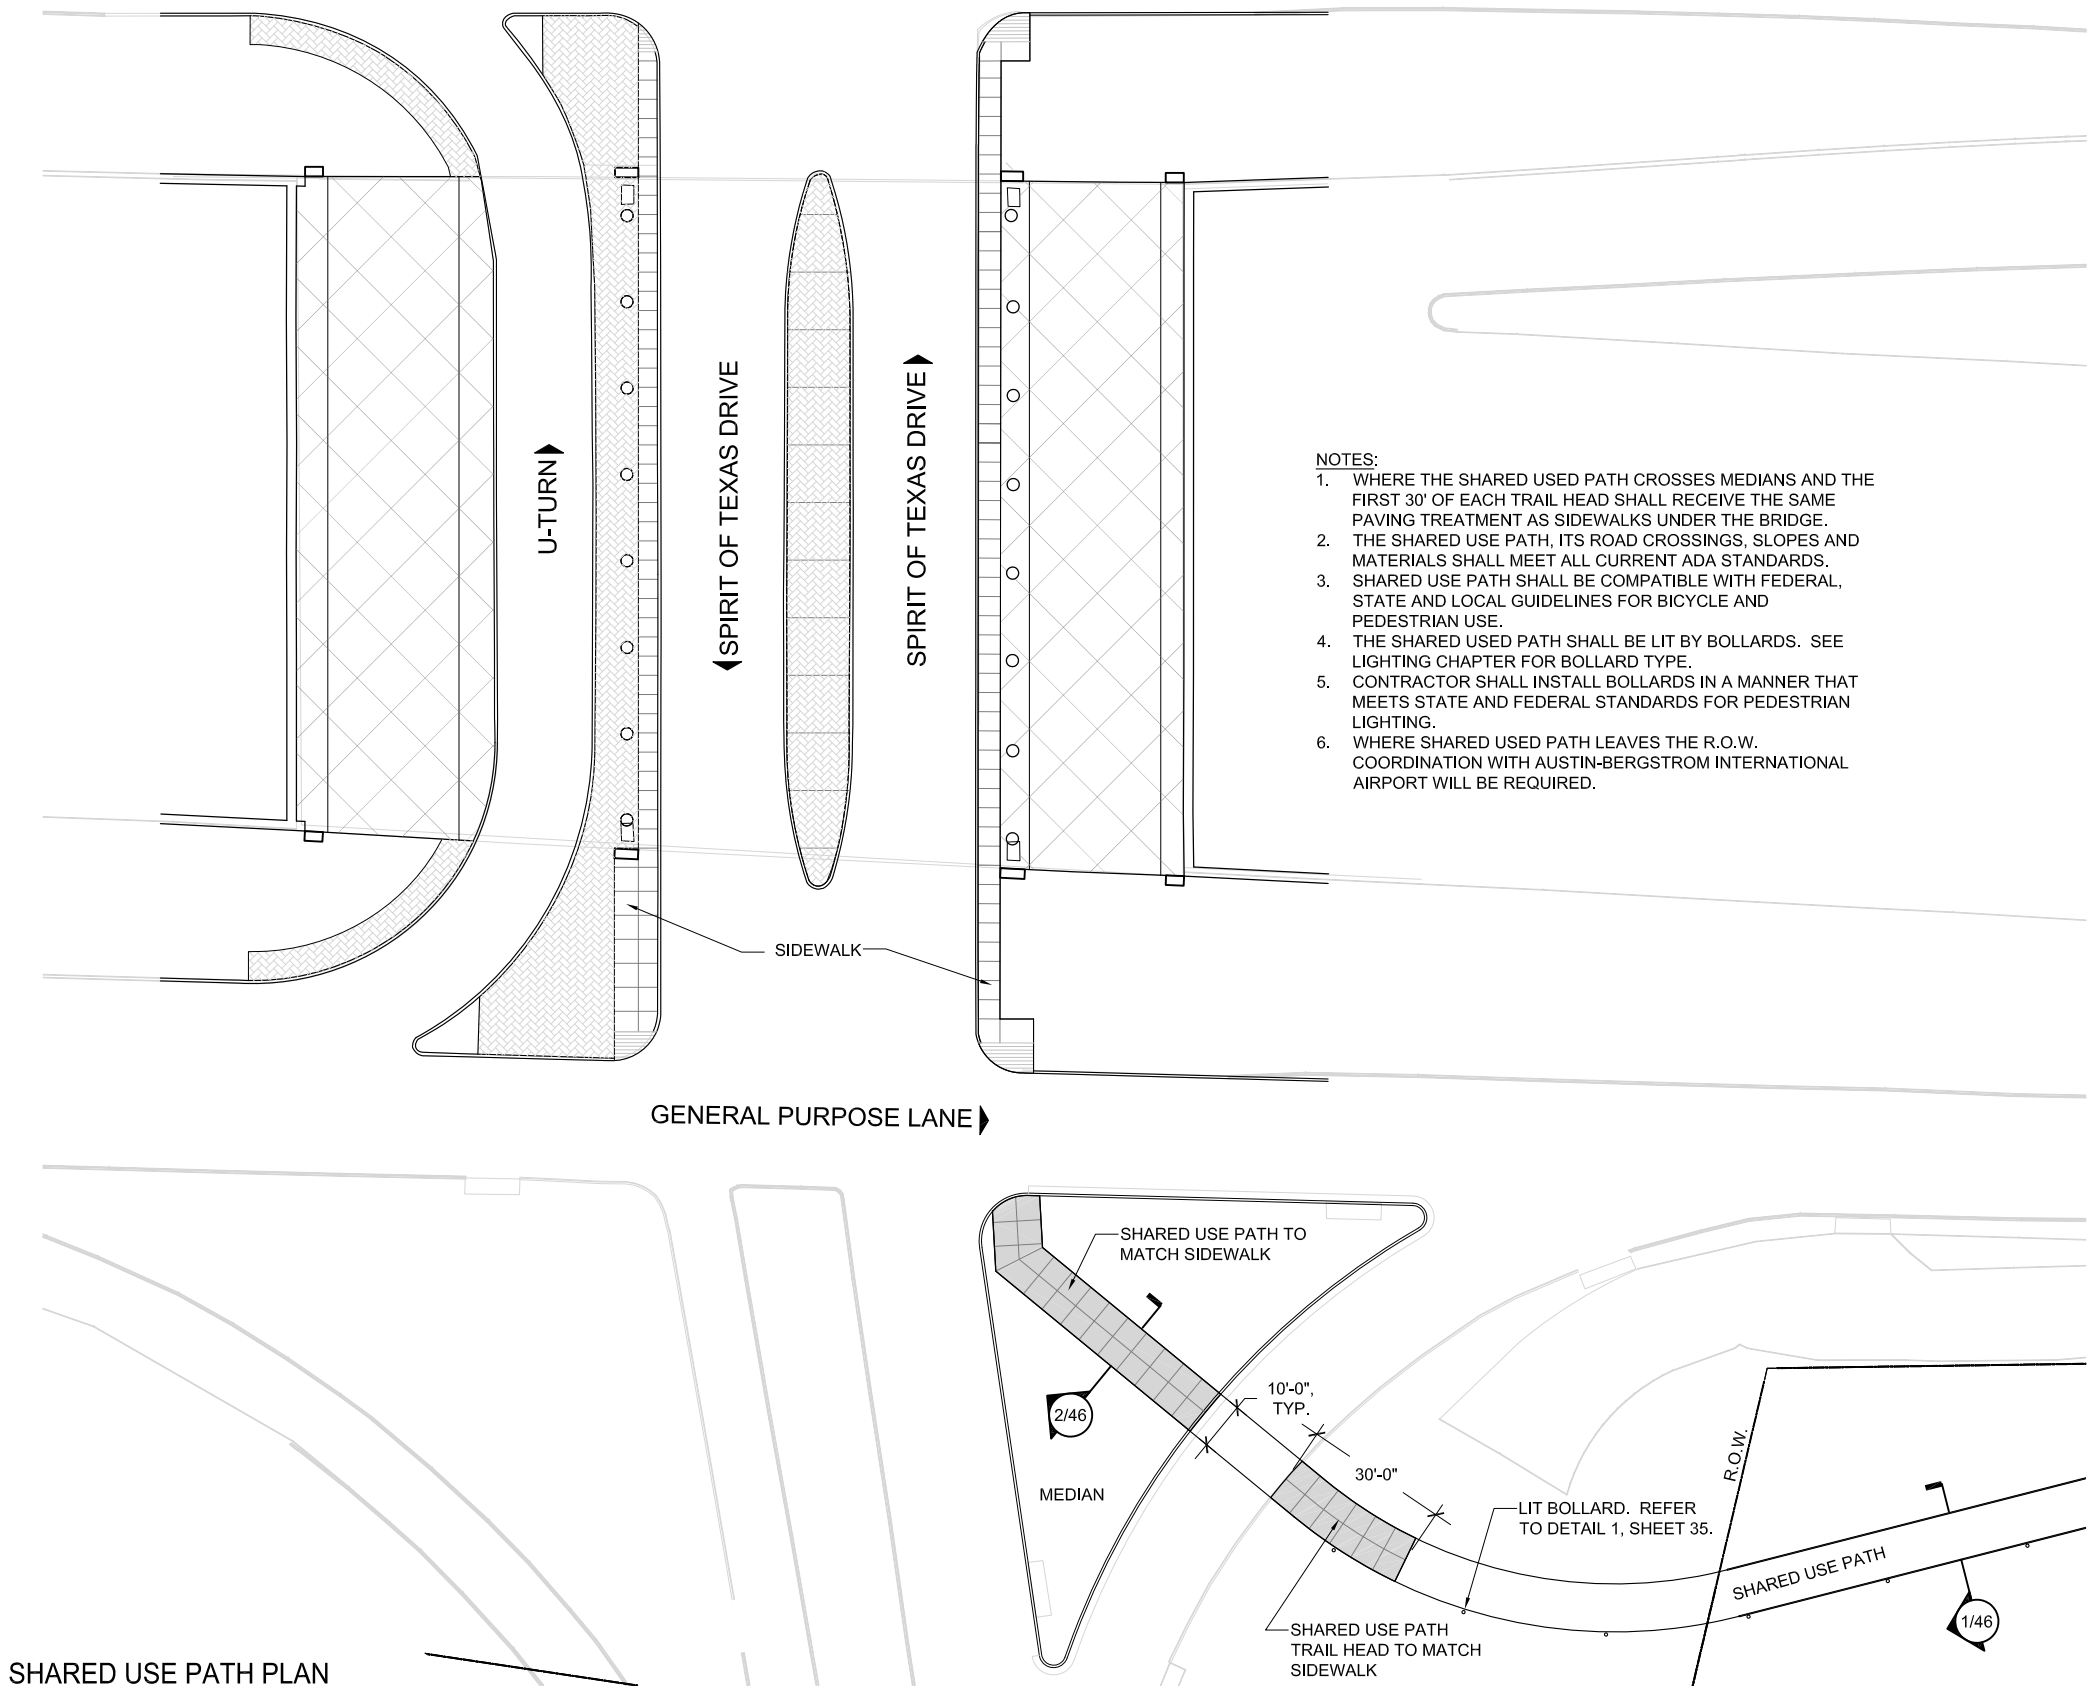 U-TURN
SPIRIT OF TEXAS DRIVE
SPIRIT OF TEXAS DRIVE
NOTES:
1. WHERE THE SHARED USED PATH CROSSES MEDIANS AND THE
FIRST 30' OF EACH TRAIL HEAD SHALL RECEIVE THE SAME
PAVING TREATMENT AS SIDEWALKS UNDER THE BRIDGE.
2. THE SHARED USE PATH, ITS ROAD CROSSINGS, SLOPES AND
MATERIALS SHALL MEET ALL CURRENT ADA STANDARDS.
3. SHARED USE PATH SHALL BE COMPATIBLE WITH FEDERAL,
STATE AND LOCAL GUIDELINES FOR BICYCLE AND
PEDESTRIAN USE.
4. THE SHARED USED PATH SHALL BE LIT BY BOLLARDS. SEE
LIGHTING CHAPTER FOR BOLLARD TYPE.
5. CONTRACTOR SHALL INSTALL BOLLARDS IN A MANNER THAT
MEETS STATE AND FEDERAL STANDARDS FOR PEDESTRIAN
LIGHTING.
6. WHERE SHARED USED PATH LEAVES THE R.O.W.
COORDINATION WITH AUSTIN-BERGSTROM INTERNATIONAL
AIRPORT WILL BE REQUIRED.
SIDEWALK
GENERAL PURPOSE LANE
SHARED USE PATH TO
MATCH SIDEWALK
2/46
10'-0",
TYP.
30'-0"
MEDIAN
R.O.W.
LIT BOLLARD. REFER
TO DETAIL 1, SHEET 35.
SHARED USE PATH
1/46
SHARED USE PATH
TRAIL HEAD TO MATCH
SIDEWALK
SHARED USE PATH PLAN